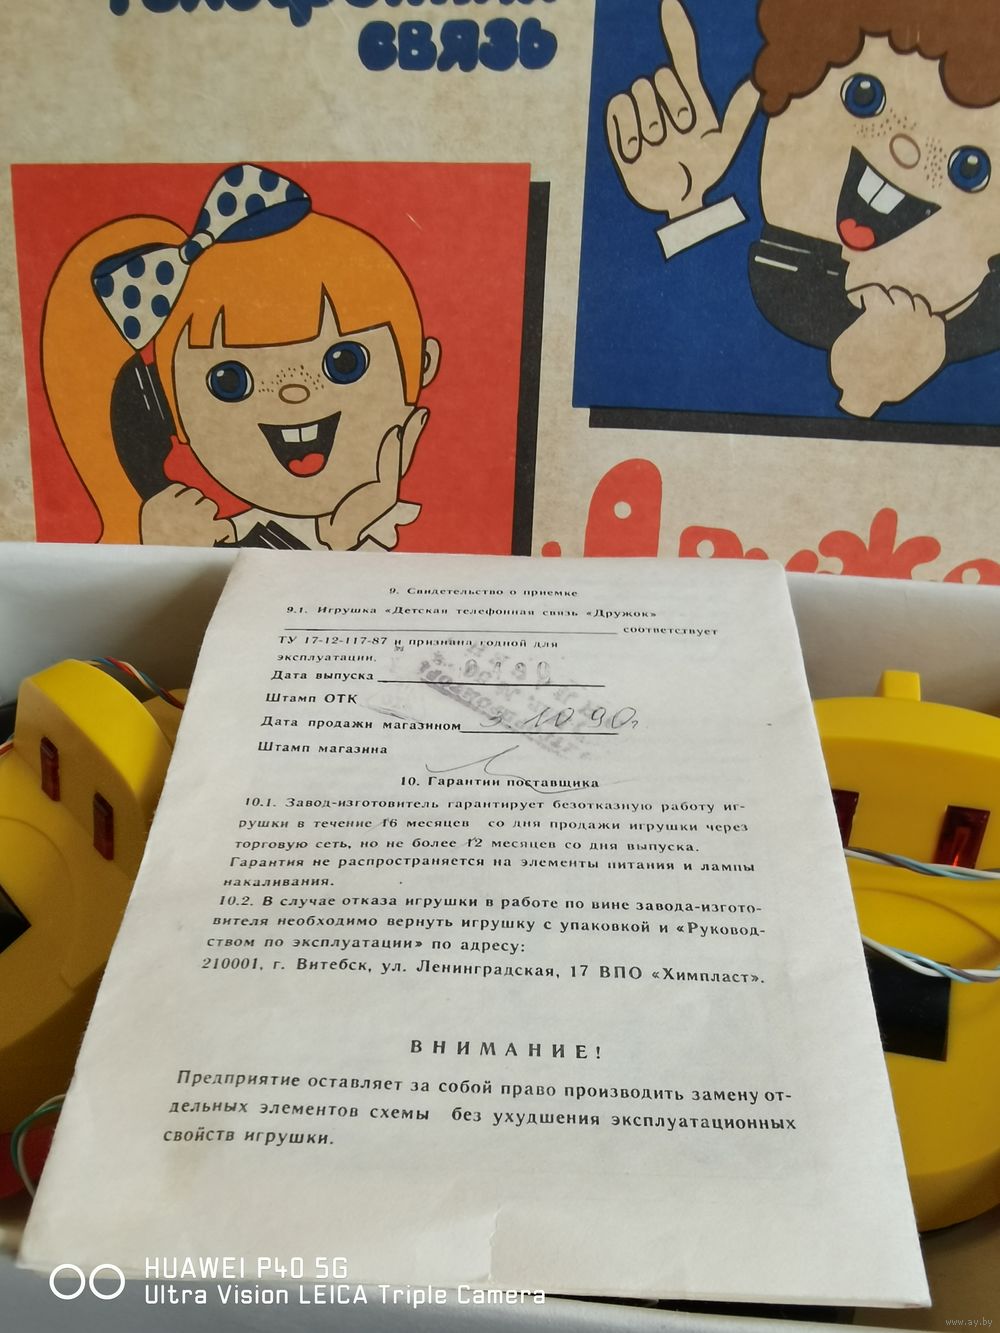 связь
9. Свидетельство о приемке
9.1. Игрушка «Детская телефонная связь «Дружок»
соответствует
ТУ 17-12-117-87 и признана годной для
эксплуатации.
Дата выпуска
Штамп ОТК
Дата продажи магазином 3.10.90г
Штамп магазина
10. Гарантии поставщика
10.1. Завод-изготовитель гарантирует безотказную работу иг-
рушки в течение 16 месяцев со дня продажи игрушки через
торговую сеть, но не более 12 месяцев со дня выпуска.
Гарантия не распространяется на элементы питания и лампы
накаливания.
10.2. В случае отказа игрушки в работе по вине завода-изгото-
вителя необходимо вернуть игрушку с упаковкой и «Руковод-
ством по эксплуатации» по адресу:
210001, г. Витебск, ул. Ленинградская, 17 ВПО «Химпласт».
ВНИМАНИЕ!
Предприятие оставляет за собой право производить замену от-
дельных элементов схемы без ухудшения эксплуатационных
свойств игрушки.
HUAWEI P40 5G
Ultra Vision LEICA Triple Camera
www.ay.by